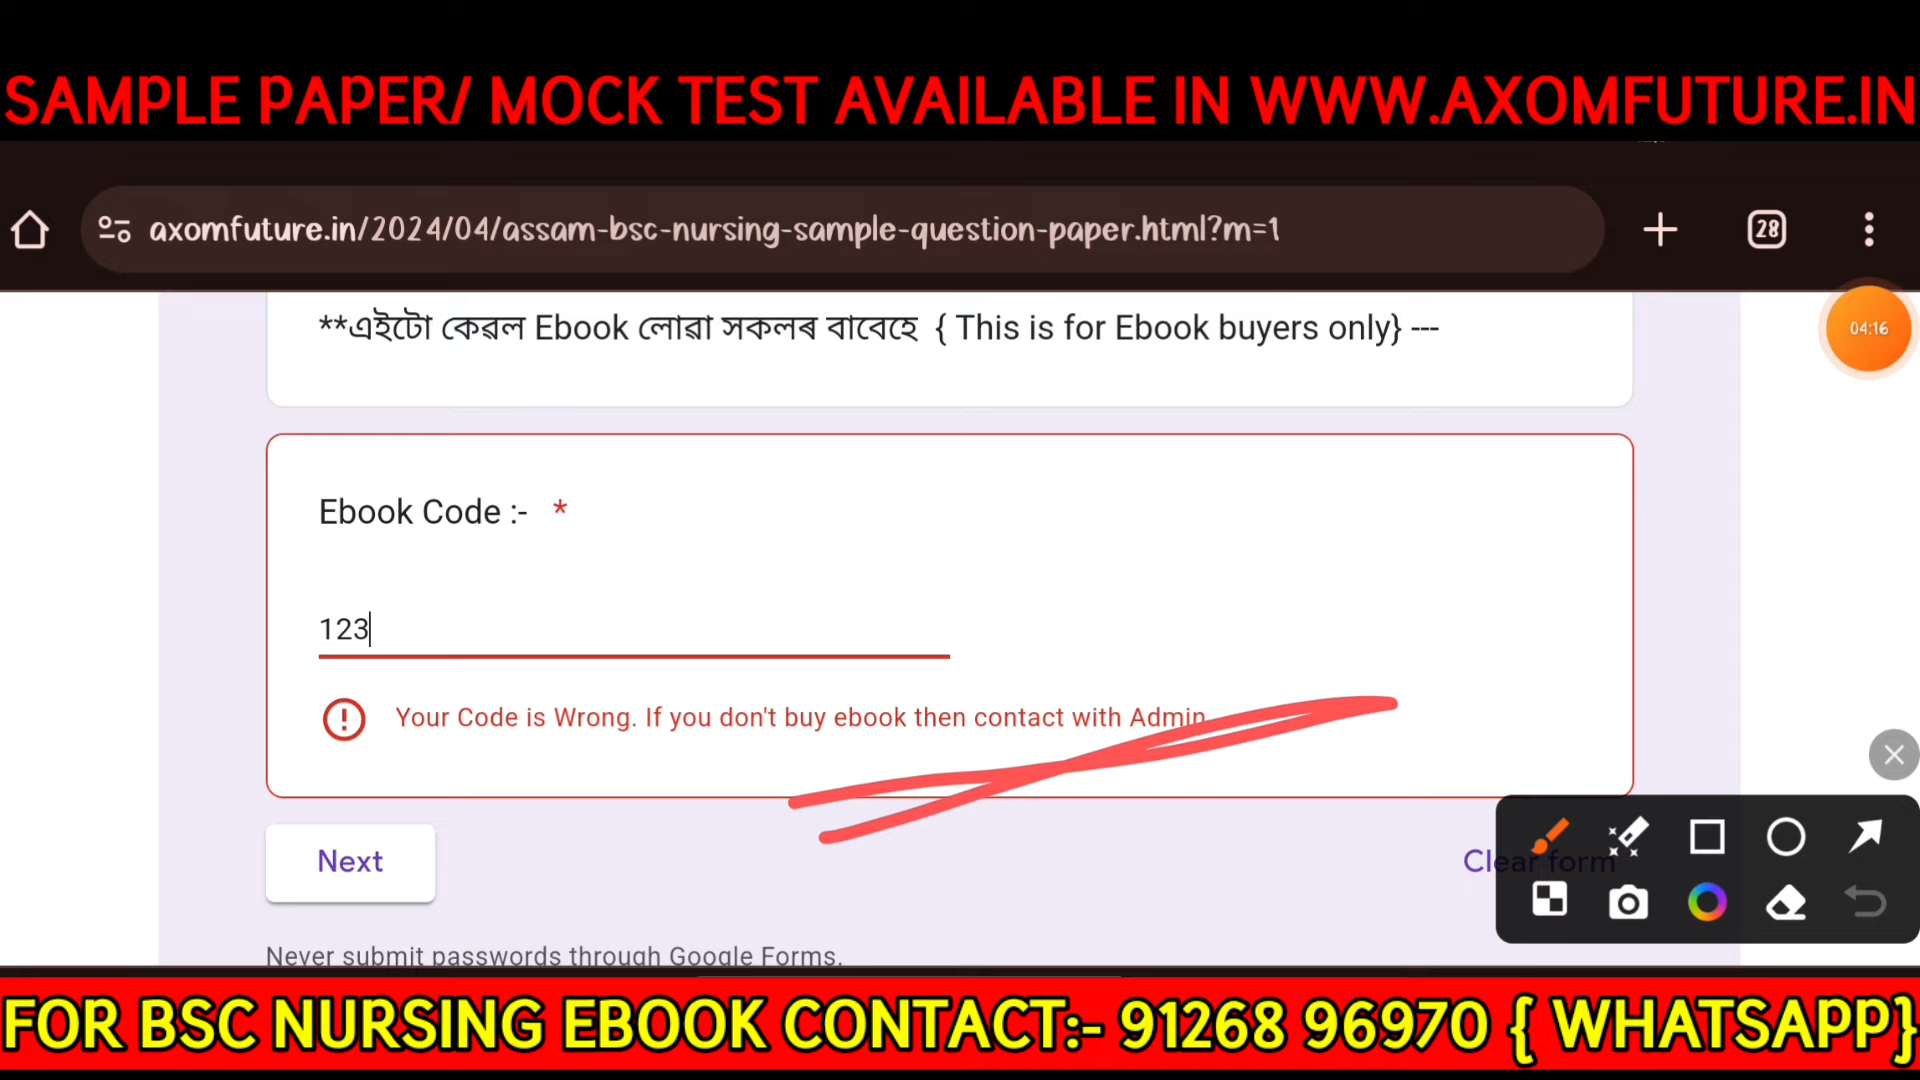 SAMPLE PAPER/ MOCK TEST AVAILABLE IN WWW.AXOMFUTURE.IN
axomfuture.in/2024/04/assam-bsc-nursing-sample-question-paper.html?m=1
28
**এইটো কেৱল Ebook লোৱা সকলৰ বাবেহে { This is for Ebook buyers only} ---
04:16
Ebook Code :- *
123
Your Code is Wrong. If you don't buy ebook then contact with Admin
Next
Clear form
Never submit passwords through Google Forms.
FOR BSC NURSING EBOOK CONTACT:- 91268 96970 { WHATSAPP}